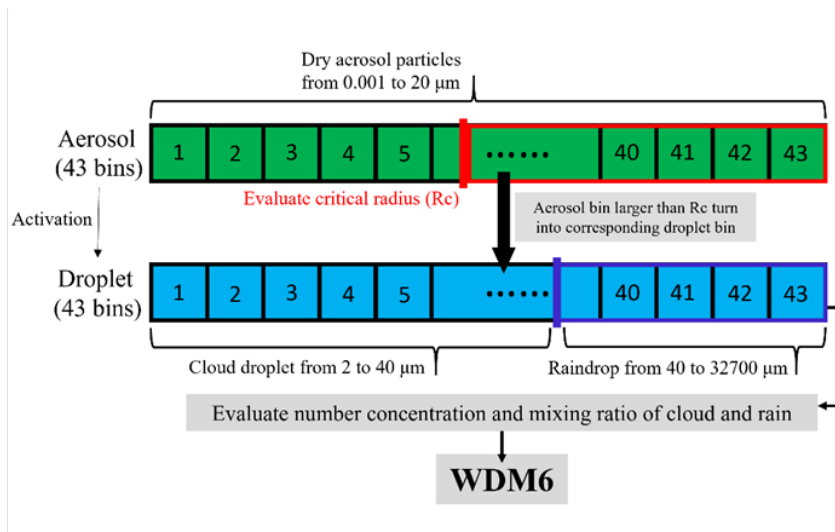 Dry aerosol particles
from 0.001 to 20 μm
Aerosol
(43 bins)
1 2 3 4 5 ...... 40 41 42 43
Evaluate critical radius (Rc)
Activation
Aerosol bin larger than Rc turn
into corresponding droplet bin
Droplet
(43 bins)
1 2 3 4 5 ...... 40 41 42 43
Cloud droplet from 2 to 40 μm
Raindrop from 40 to 32700 μm
Evaluate number concentration and mixing ratio of cloud and rain
WDM6